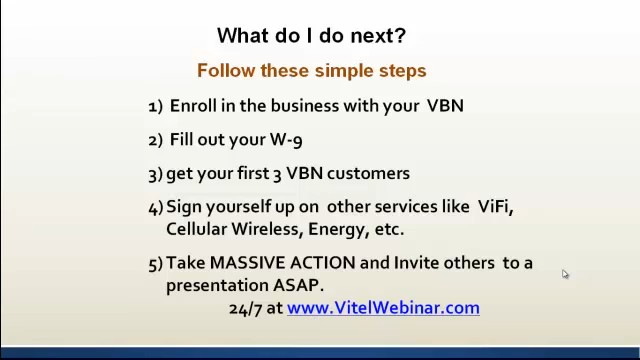 What do I do next?
Follow these simple steps
1) Enroll in the business with your VBN
2) Fill out your W-9
3) get your first 3 VBN customers
4) Sign yourself up on other services like ViFi,
Cellular Wireless, Energy, etc.
5) Take MASSIVE ACTION and Invite others to a
presentation ASAP.
24/7 at www.VitelWebinar.com